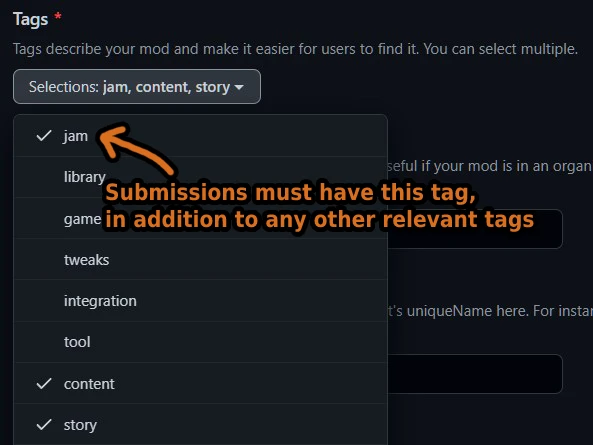 Tags *
Tags describe your mod and make it easier for users to find it. You can select multiple.
Selections: jam, content, story
jam
seful if your mod is in an organ
library
Submissions must have this tag,
game
in addition to any other relevant tags
tweaks
integration
t's uniqueName here. For instan
tool
content
story